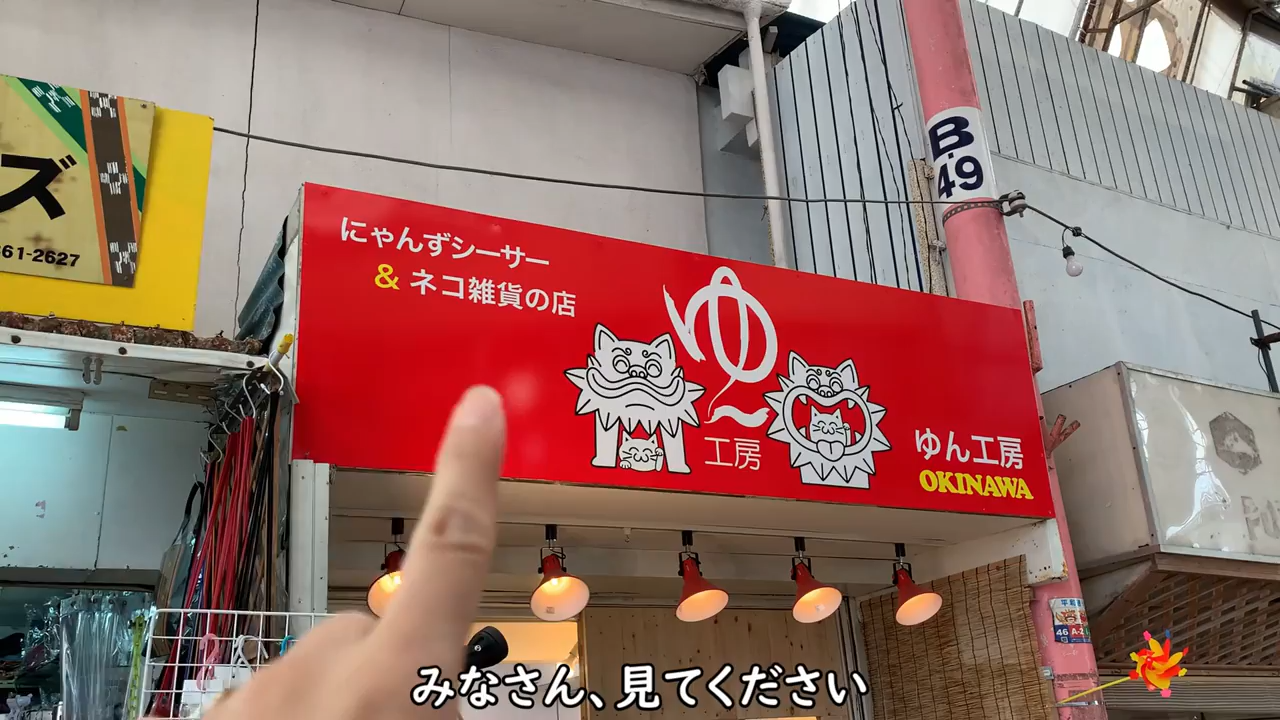 ズ
61-2627
B.
49
にゃんずシーサー
& ネコ雑貨の店
ゆ
工房
ゆん工房
OKINAWA
46 A-Z
みなさん、見てください